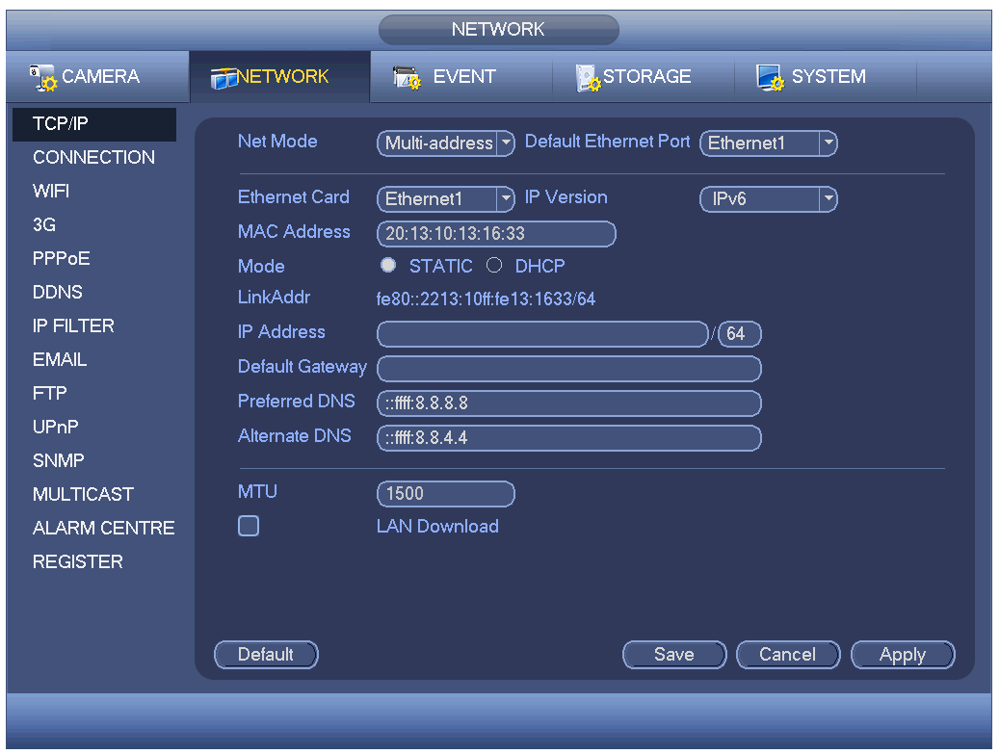 NETWORK
CAMERA NETWORK EVENT STORAGE SYSTEM
TCP/IP
CONNECTION
WIFI
3G
PPPoE
DDNS
IP FILTER
EMAIL
FTP
UPnP
SNMP
MULTICAST
ALARM CENTRE
REGISTER
Net Mode Multi-address Default Ethernet Port Ethernet1
Ethernet Card Ethernet1 IP Version IPv6
MAC Address 20:13:10:13:16:33
Mode STATIC DHCP
LinkAddr fe80::2213:10ff:fe13:1633/64
IP Address / 64
Default Gateway
Preferred DNS ::ffff:8.8.8.8
Alternate DNS ::ffff:8.8.4.4
MTU 1500
LAN Download
Default Save Cancel Apply